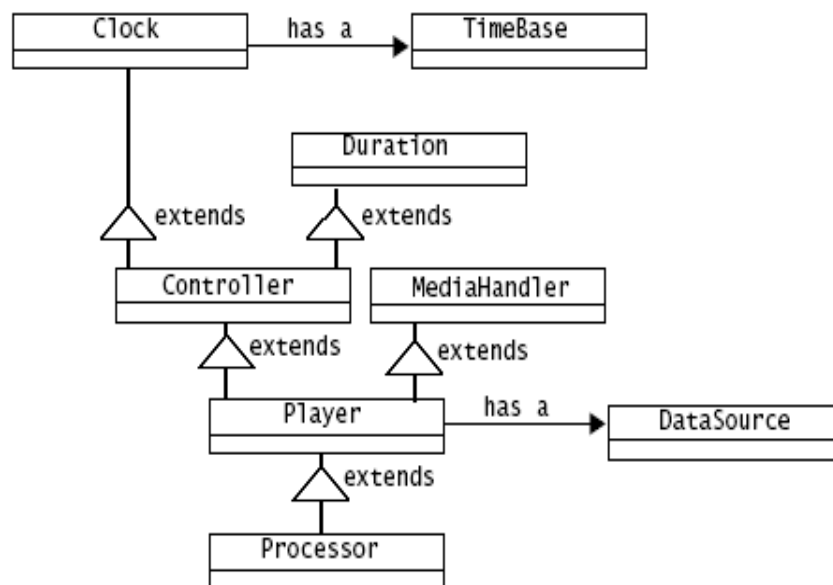 Clock
has a
TimeBase
Duration
extends
extends
Controller
MediaHandler
extends
extends
Player
has a
DataSource
extends
Processor